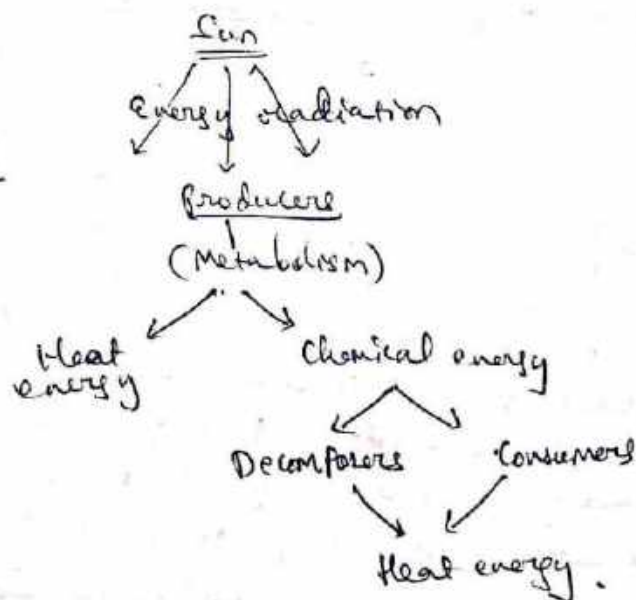 Sun
Energy radiation
Producers
(Metabolism)
Heat
energy
Chemical energy
Decomposers
Consumers
Heat energy.